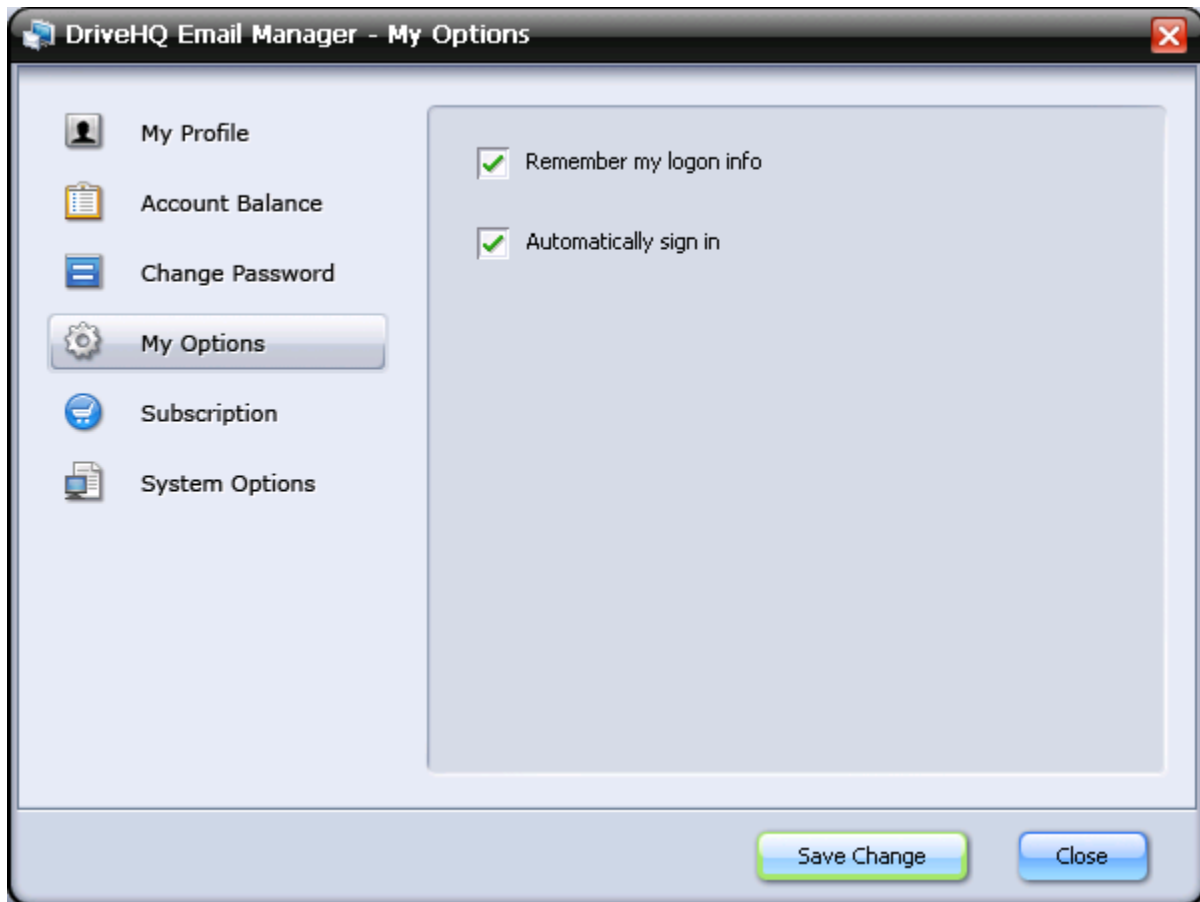 DriveHQ Email Manager - My Options
My Profile
Account Balance
Change Password
My Options
Subscription
System Options
Remember my logon info
Automatically sign in
Save Change
Close